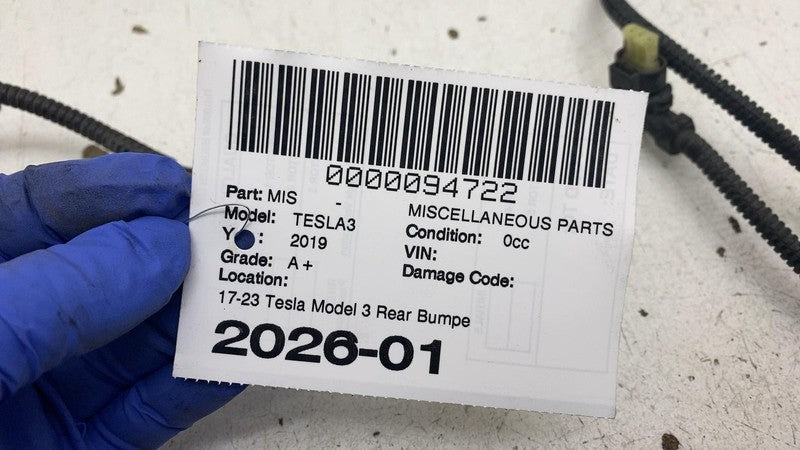 0000094722
Part: MIS - MISCELLANEOUS PARTS
Model: TESLA3 Condition: 0cc
Y : 2019 VIN:
Grade: A+ Damage Code:
Location:
17-23 Tesla Model 3 Rear Bumpe
2026-01